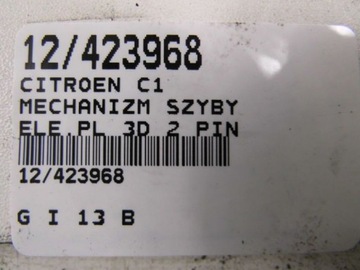 12/423968
CITROEN C1
MECHANIZM SZYBY
ELE PL 3D 2 PIN
12/423968
G I 13 B